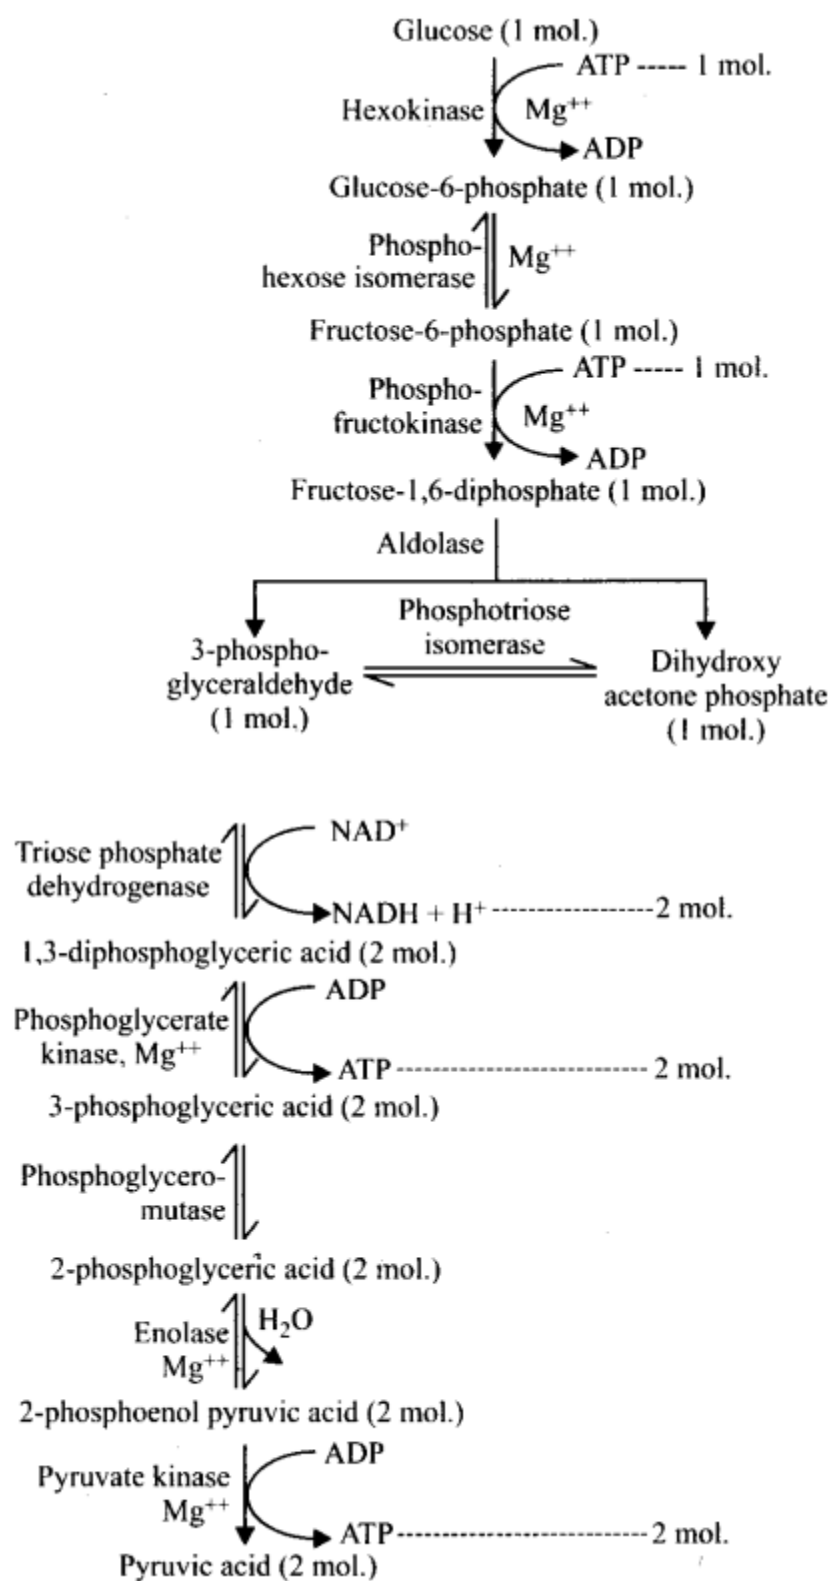 Glucose (1 mol.)
ATP ----- 1 mol.
Hexokinase
Mg++
ADP
Glucose-6-phosphate (1 mol.)
Phospho-
hexose isomerase
Mg++
Fructose-6-phosphate (1 mol.)
ATP ----- 1 mol.
Phospho-
fructokinase
Mg++
ADP
Fructose-1,6-diphosphate (1 mol.)
Aldolase
Phosphotriose
isomerase
3-phospho-
glyceraldehyde
(1 mol.)
Dihydroxy
acetone phosphate
(1 mol.)
NAD+
Triose phosphate
dehydrogenase
NADH + H+ ------------------ 2 mol.
1,3-diphosphoglyceric acid (2 mol.)
ADP
Phosphoglycerate
kinase, Mg++
ATP ---------------------------- 2 mol.
3-phosphoglyceric acid (2 mol.)
Phosphoglycero-
mutase
2-phosphoglyceric acid (2 mol.)
H2O
Enolase
Mg++
2-phosphoenol pyruvic acid (2 mol.)
ADP
Pyruvate kinase
Mg++
ATP ---------------------------- 2 mol.
Pyruvic acid (2 mol.)